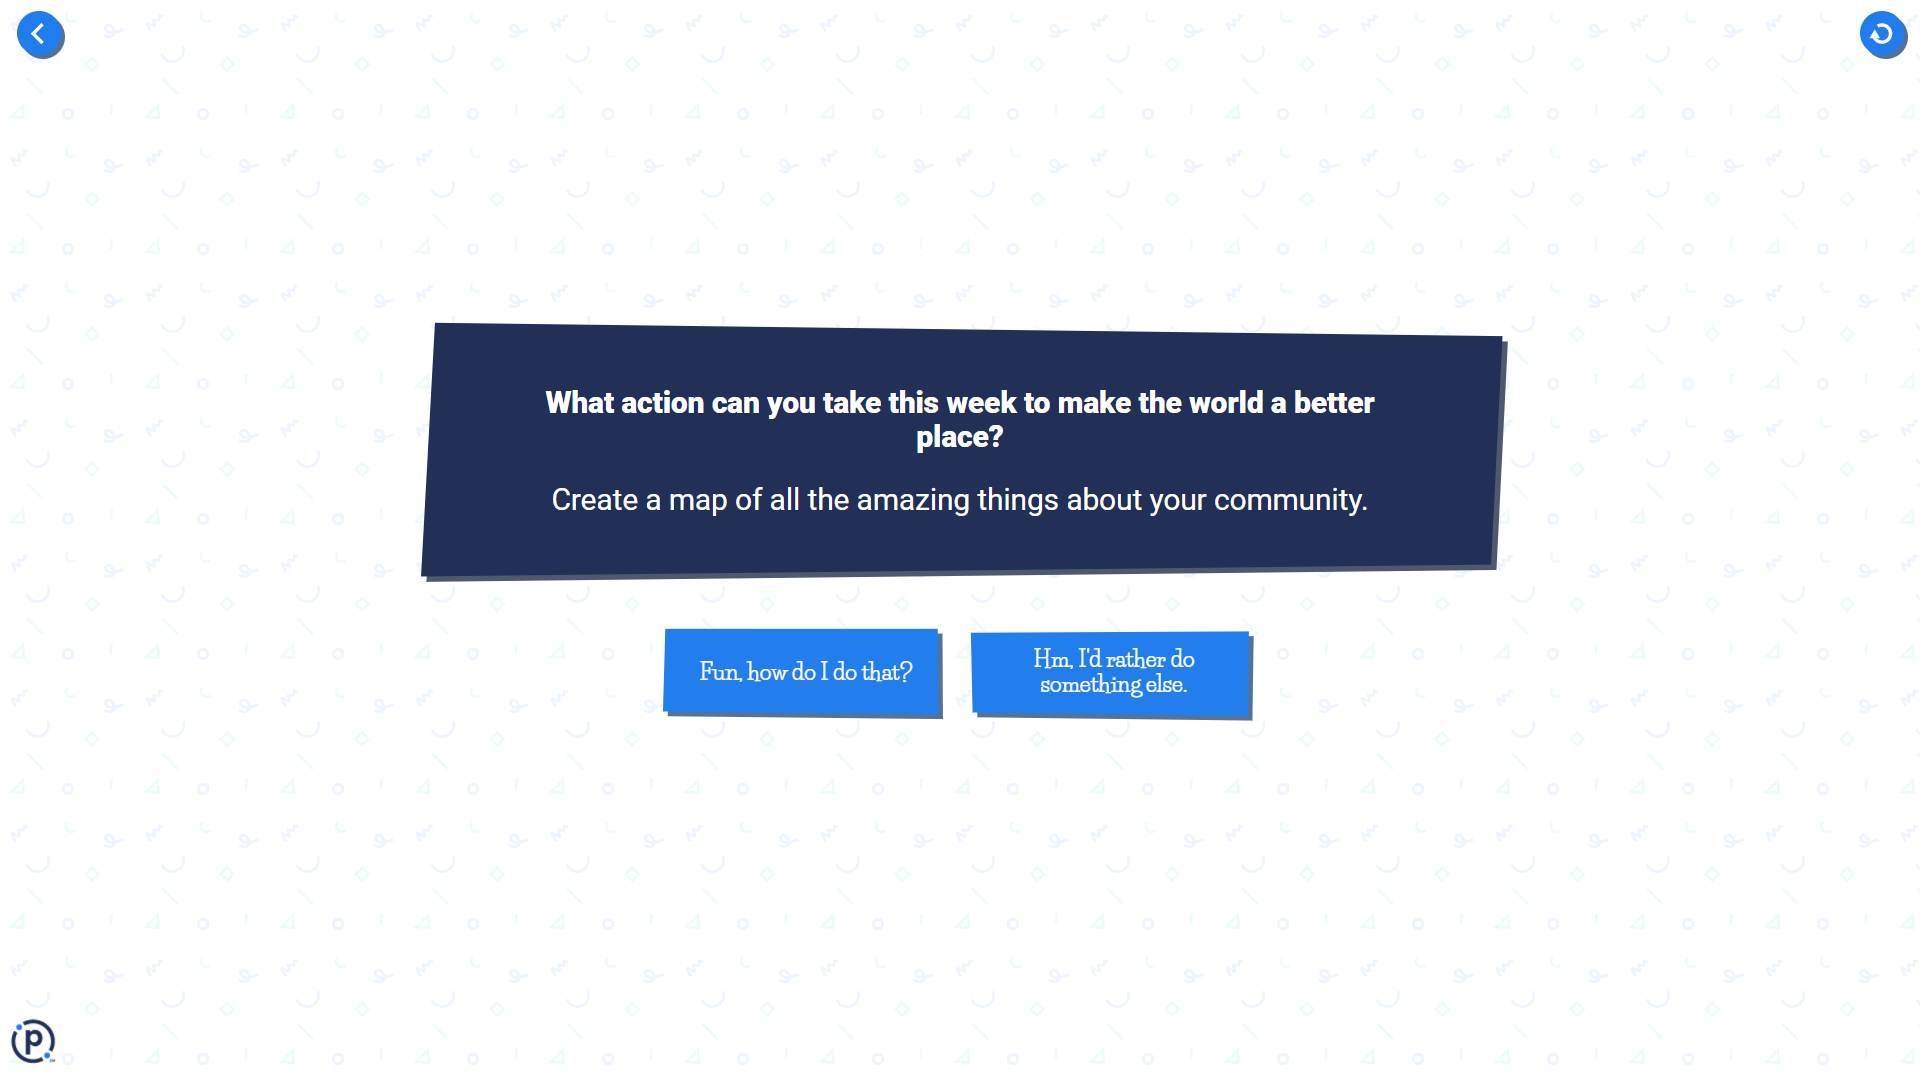 What action can you take this week to make the world a better
place?
Create a map of all the amazing things about your community.
Fun, how do I do that?
Hm, I'd rather do
something else.
p